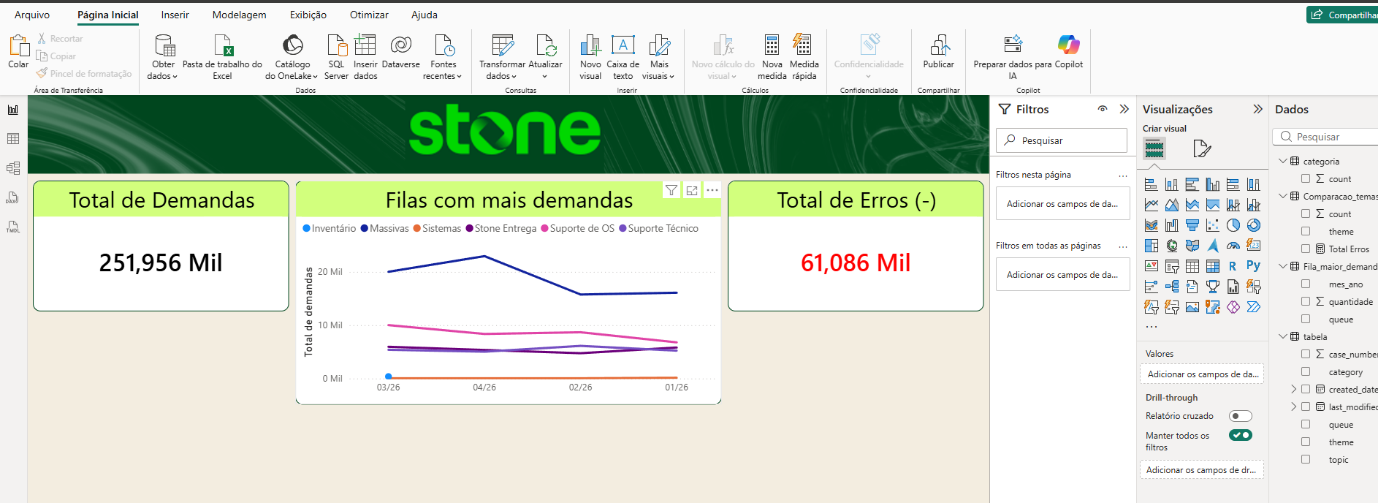 Arquivo Página Inicial Inserir Modelagem Exibição Otimizar Ajuda Compartilhar
Colar
Recortar
Copiar
Pincel de formatação
Área de Transferência
Obter dados
Pasta de trabalho do Excel
Catálogo do OneLake
SQL Server
Inserir dados
Dataverse
Fontes recentes
Dados
Transformar dados
Atualizar
Consultas
Novo visual
Caixa de texto
Mais visuais
Inserir
Novo cálculo do visual
Nova medida
Medida rápida
Cálculos
Confidencialidade
Confidencialidade
Publicar
Compartilhar
Preparar dados para IA
Copilot
Copilot
stone
Total de Demandas
251,956 Mil
Filas com mais demandas
Inventário Massivas Sistemas Stone Entrega Suporte de OS Suporte Técnico
Total de demandas
20 Mil
10 Mil
0 Mil
03/26 04/26 02/26 01/26
Total de Erros (-)
61,086 Mil
Filtros
Pesquisar
Filtros nesta página ...
Adicionar os campos de da...
Filtros em todas as páginas ...
Adicionar os campos de da...
Visualizações
Criar visual
R Py
...
Valores
Adicionar os campos de da...
Drill-through
Relatório cruzado
Manter todos os filtros
Adicionar os campos de dr...
Dados
Pesquisar
categoria
count
Comparacao_temas
count
theme
Total Erros
Fila_maior_demand
mes_ano
quantidade
queue
tabela
case_number
category
created_date
last_modified
queue
theme
topic